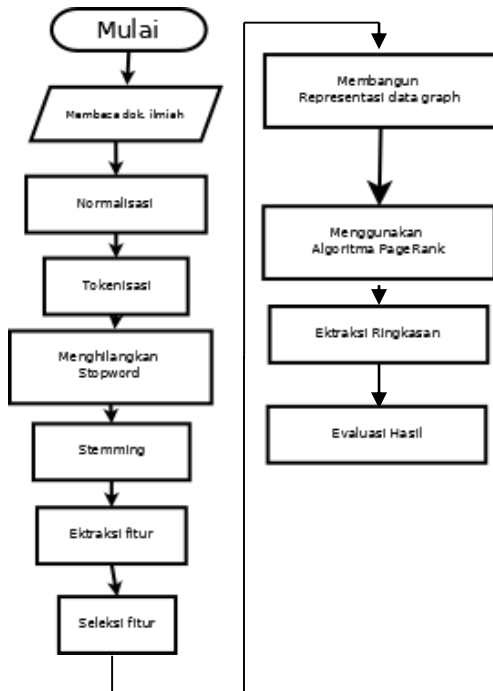 Mulai
Membaca dok. ilmiah
Normalisasi
Tokenisasi
Menghilangkan
Stopword
Stemming
Ektraksi fitur
Seleksi fitur
Membangun
Representasi data graph
Menggunakan
Algoritma PageRank
Ektraksi Ringkasan
Evaluasi Hasil